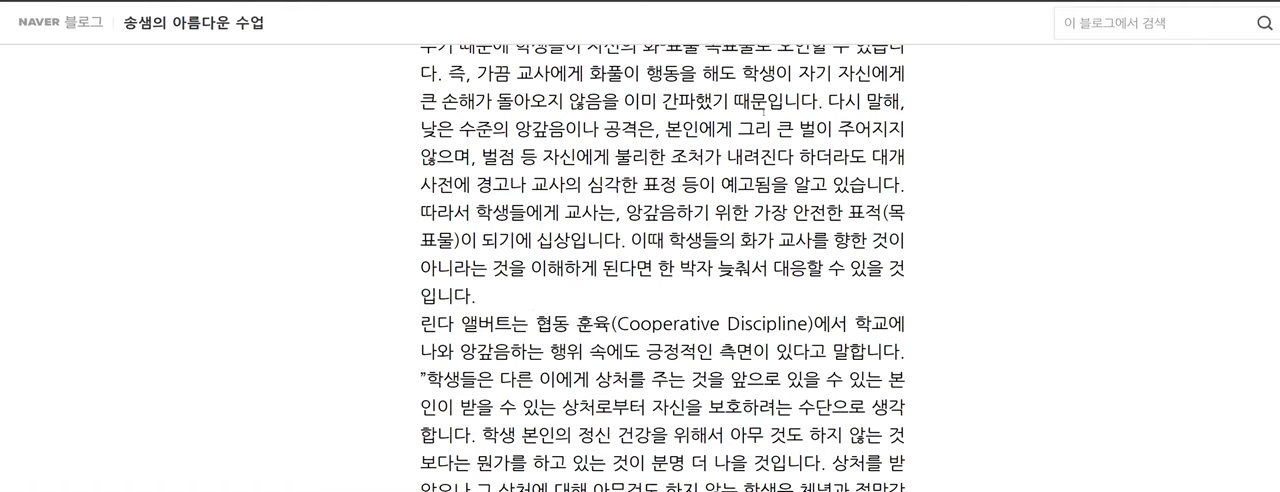 NAVER 블로그 송샘의 아름다운 수업
이 블로그에서 검색
다. 즉, 가끔 교사에게 화풀이 행동을 해도 학생이 자기 자신에게
큰 손해가 돌아오지 않음을 이미 간파했기 때문입니다. 다시 말해,
낮은 수준의 앙갚음이나 공격은, 본인에게 그리 큰 벌이 주어지지
않으며, 벌점 등 자신에게 불리한 조처가 내려진다 하더라도 대개
사전에 경고나 교사의 심각한 표정 등이 예고됨을 알고 있습니다.
따라서 학생들에게 교사는, 앙갚음하기 위한 가장 안전한 표적(목
표물)이 되기에 십상입니다. 이때 학생들의 화가 교사를 향한 것이
아니라는 것을 이해하게 된다면 한 박자 늦춰서 대응할 수 있을 것
입니다.
린다 앨버트는 협동 훈육(Cooperative Discipline)에서 학교에
나와 앙갚음하는 행위 속에도 긍정적인 측면이 있다고 말합니다.
”학생들은 다른 이에게 상처를 주는 것을 앞으로 있을 수 있는 본
인이 받을 수 있는 상처로부터 자신을 보호하려는 수단으로 생각
합니다. 학생 본인의 정신 건강을 위해서 아무 것도 하지 않는 것
보다는 뭔가를 하고 있는 것이 분명 더 나을 것입니다. 상처를 받